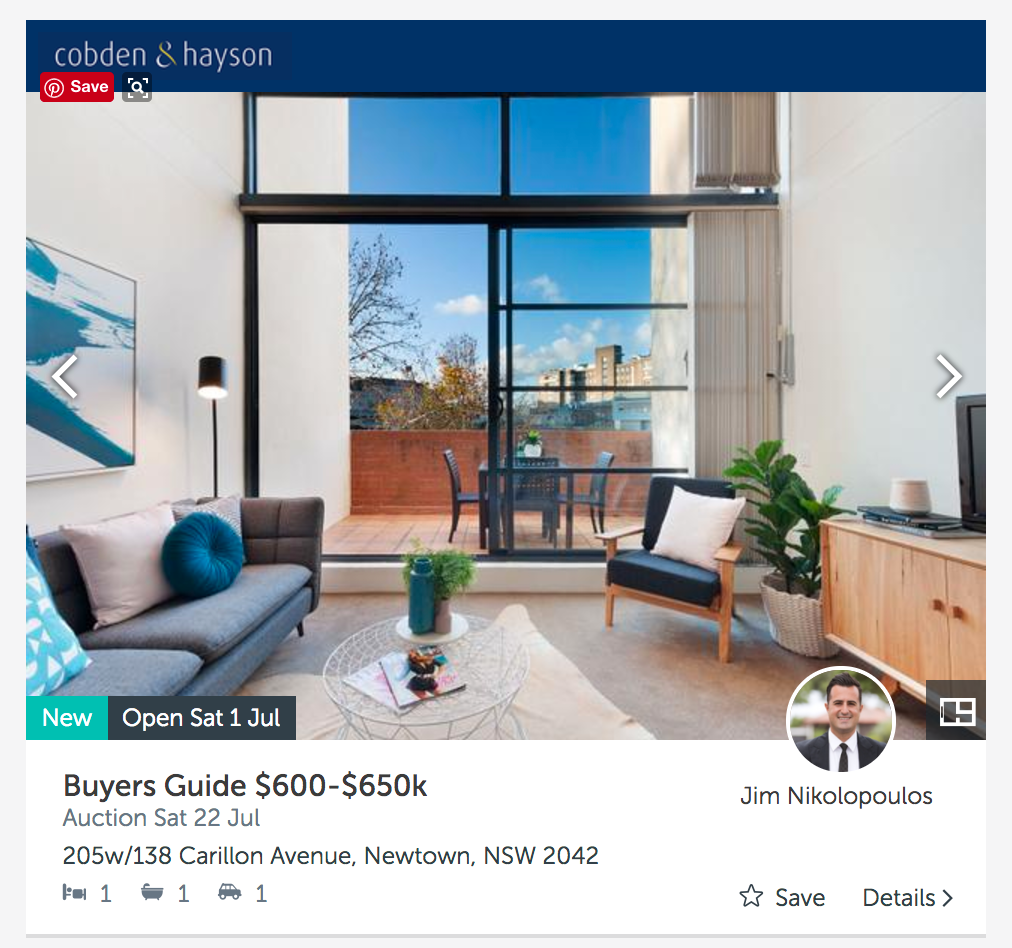 cobden & hayson
Save
New
Open Sat 1 Jul
Buyers Guide $600-$650k
Jim Nikolopoulos
Auction Sat 22 Jul
205w/138 Carillon Avenue, Newtown, NSW 2042
1 1 1
Save Details